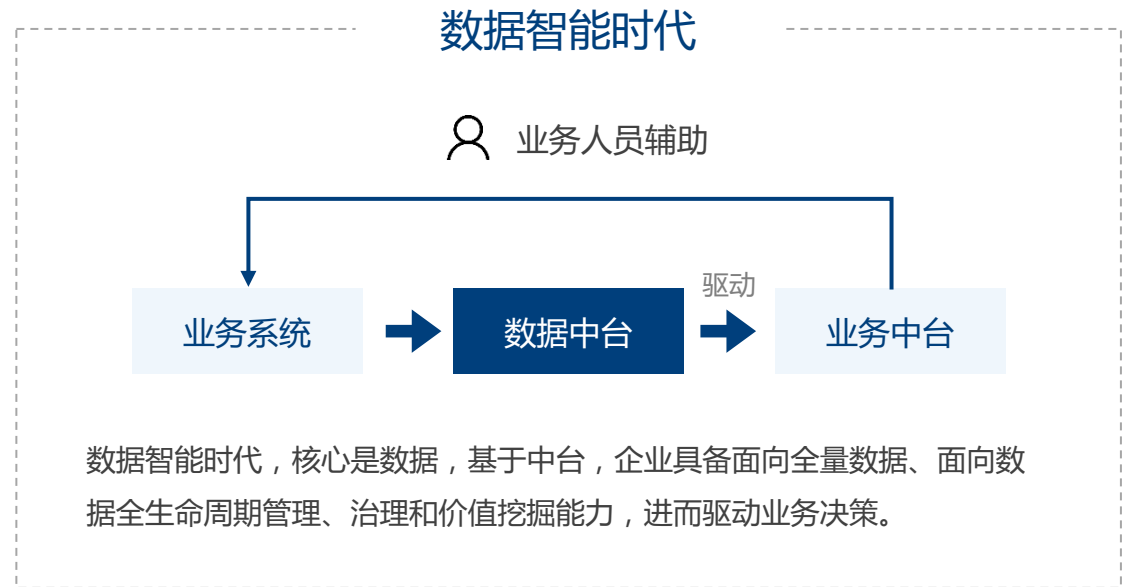 数据智能时代
业务人员辅助
驱动
业务系统
数据中台
业务中台
数据智能时代，核心是数据，基于中台，企业具备面向全量数据、面向数
据全生命周期管理、治理和价值挖掘能力，进而驱动业务决策。